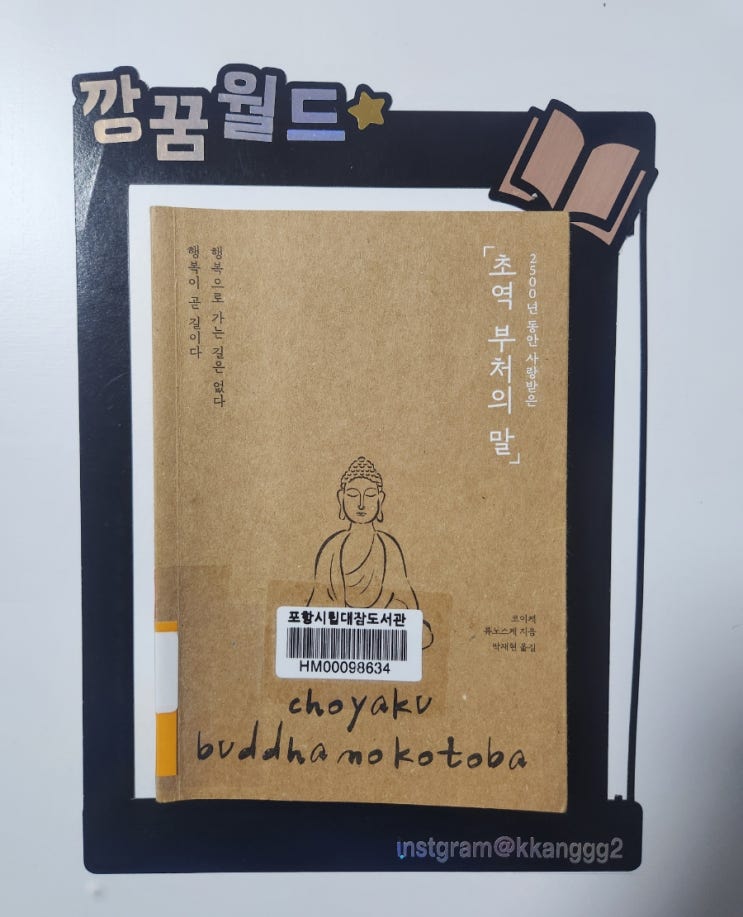 깡꿈월드
2500년 동안 사랑받은
「초역 부처의 말」
행복으로 가는 길은 없다
행복이 곧 길이다
코이케
류노스케 지음
박재현 옮김
포항시립대잠도서관
HM00098634
choyaku
buddha no kotoba
instgram@kkanggg2